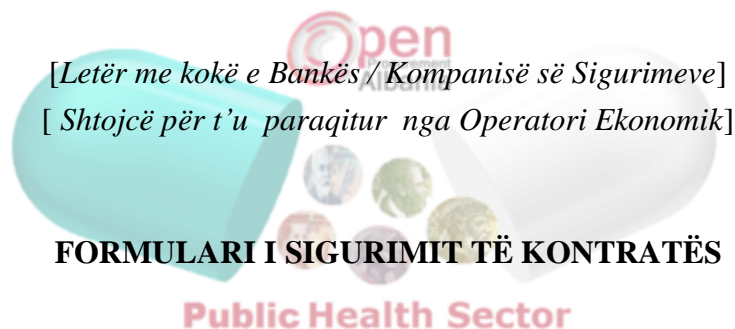 Open
Procurement
Albania
[Letër me kokë e Bankës / Kompanisë së Sigurimeve]
[ Shtojcë për t’u paraqitur nga Operatori Ekonomik]
FORMULARI I SIGURIMIT TË KONTRATËS
Public Health Sector